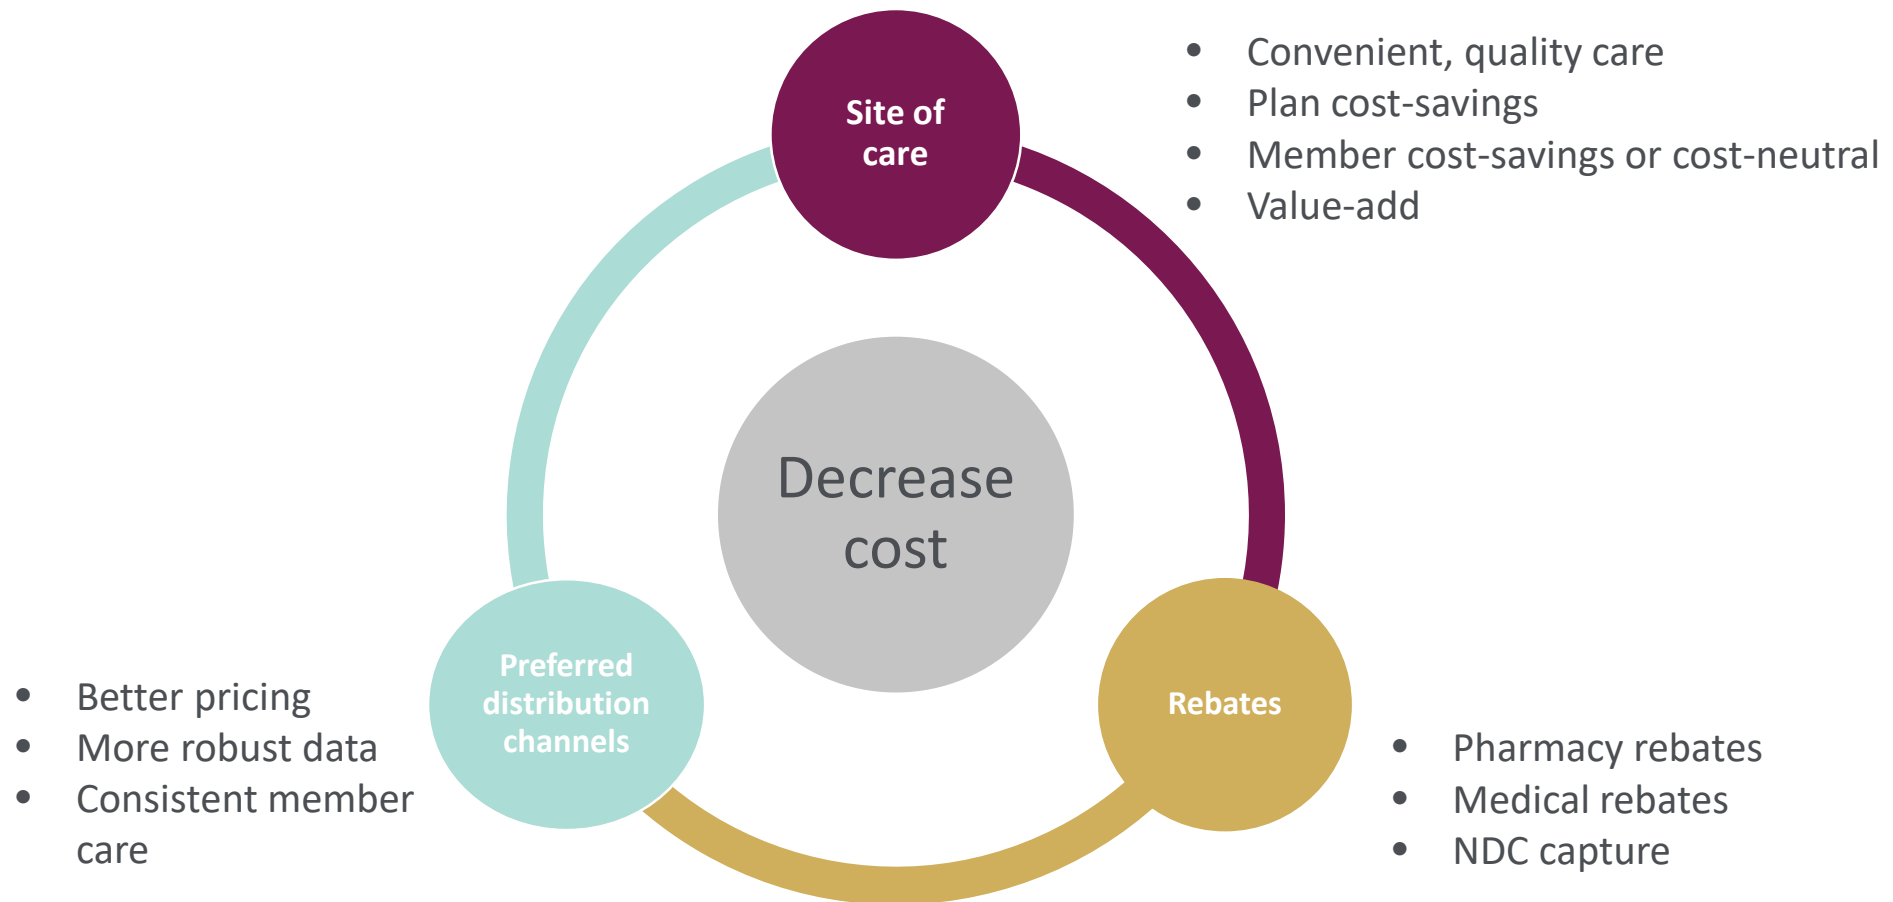 Site of
care
• Convenient, quality care
• Plan cost-savings
• Member cost-savings or cost-neutral
• Value-add
Decrease
cost
Preferred
distribution
channels
• Better pricing
• More robust data
• Consistent member
care
Rebates
• Pharmacy rebates
• Medical rebates
• NDC capture